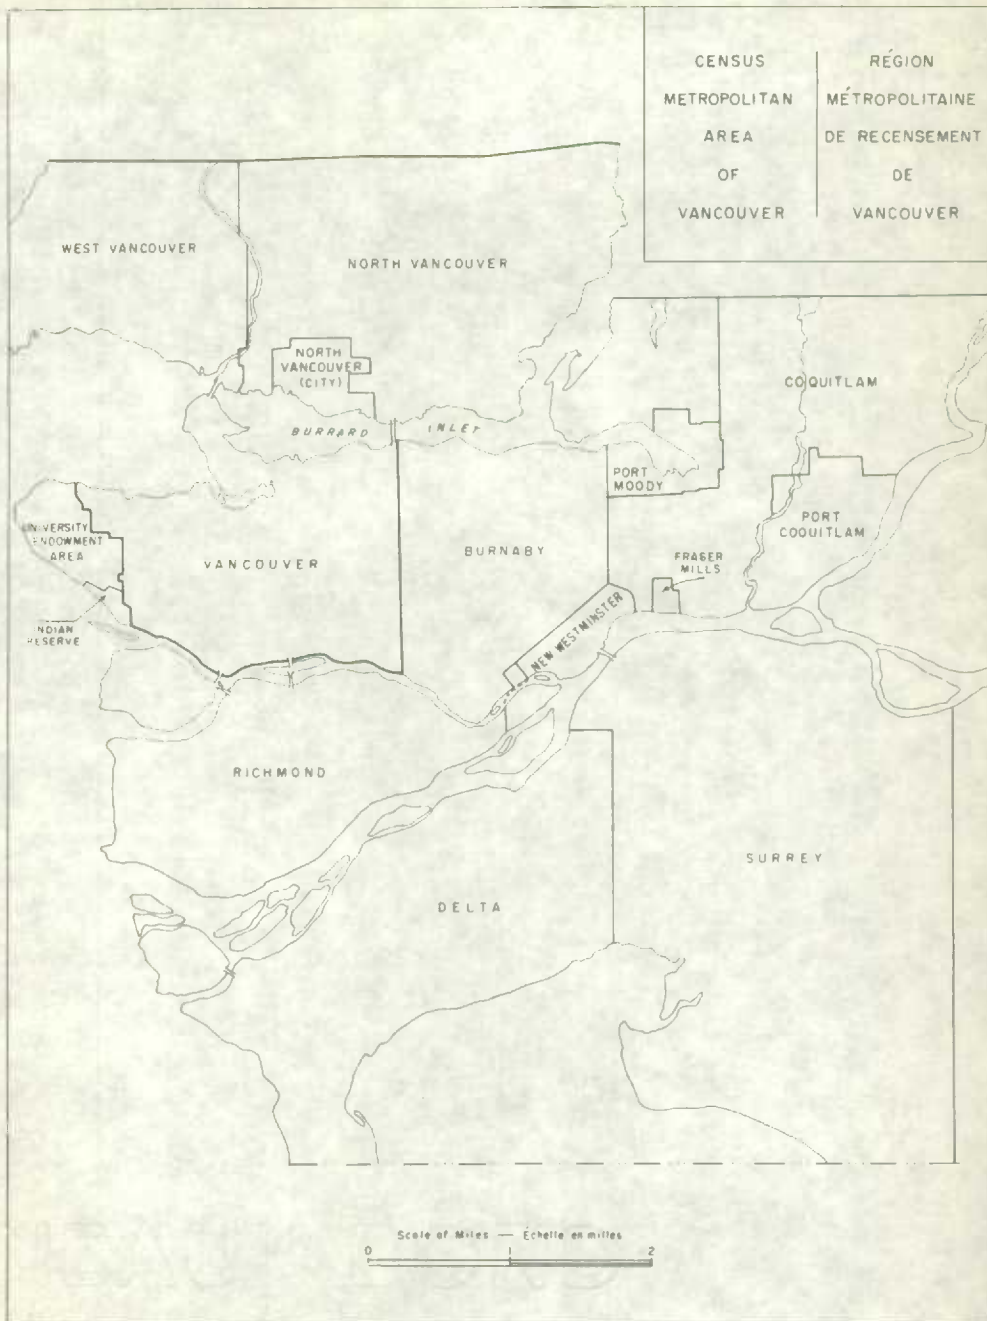 CENSUS
METROPOLITAN
AREA
OF
VANCOUVER
RÉGION
MÉTROPOLITAINE
DE RECENSEMENT
DE
VANCOUVER
WEST VANCOUVER
NORTH VANCOUVER
NORTH
VANCOUVER
(CITY)
BURRARD INLET
COQUITLAM
PORT
MOODY
PORT
COQUITLAM
UNIVERSITY
ENDOWMENT
AREA
VANCOUVER
BURNABY
FRASER
MILLS
NEW WESTMINSTER
INDIAN
RESERVE
RICHMOND
SURREY
DELTA
Scale of Miles — Échelle en milles
0 1 2